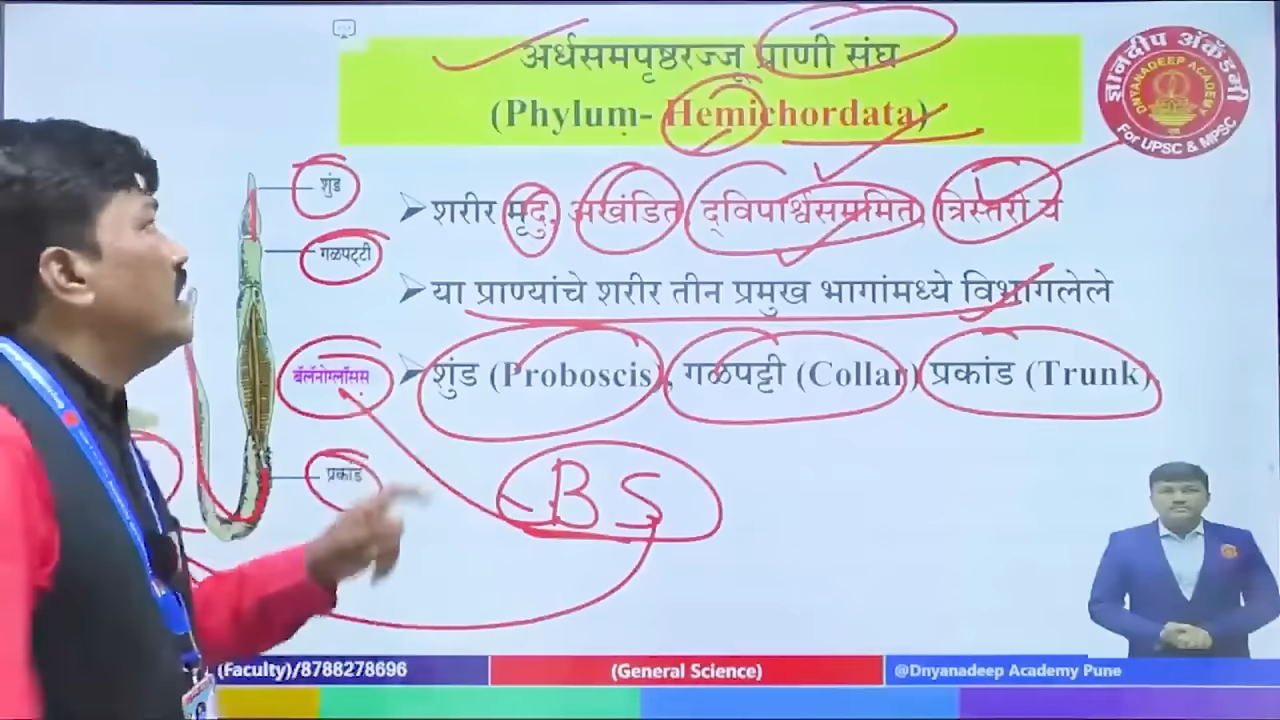 अर्धसमपृष्ठरज्जू प्राणी संघ
(Phylum- Hemichordata)
ज्ञानदीप ॲकॅडमी
DNYANADEEP ACADEMY
For UPSC & MPSC
शुंड
गळपट्टी
बॅलॅनोग्लॉसस
प्रकांड
➤शरीर मृदु, अखंडित, द्विपार्श्वसममित, त्रिस्तरीय
➤या प्राण्यांचे शरीर तीन प्रमुख भागांमध्ये विभागलेले
➤शुंड (Proboscis), गळपट्टी (Collar) प्रकांड (Trunk)
BS
(Faculty)/8788278696
(General Science)
@Dnyanadeep Academy Pune